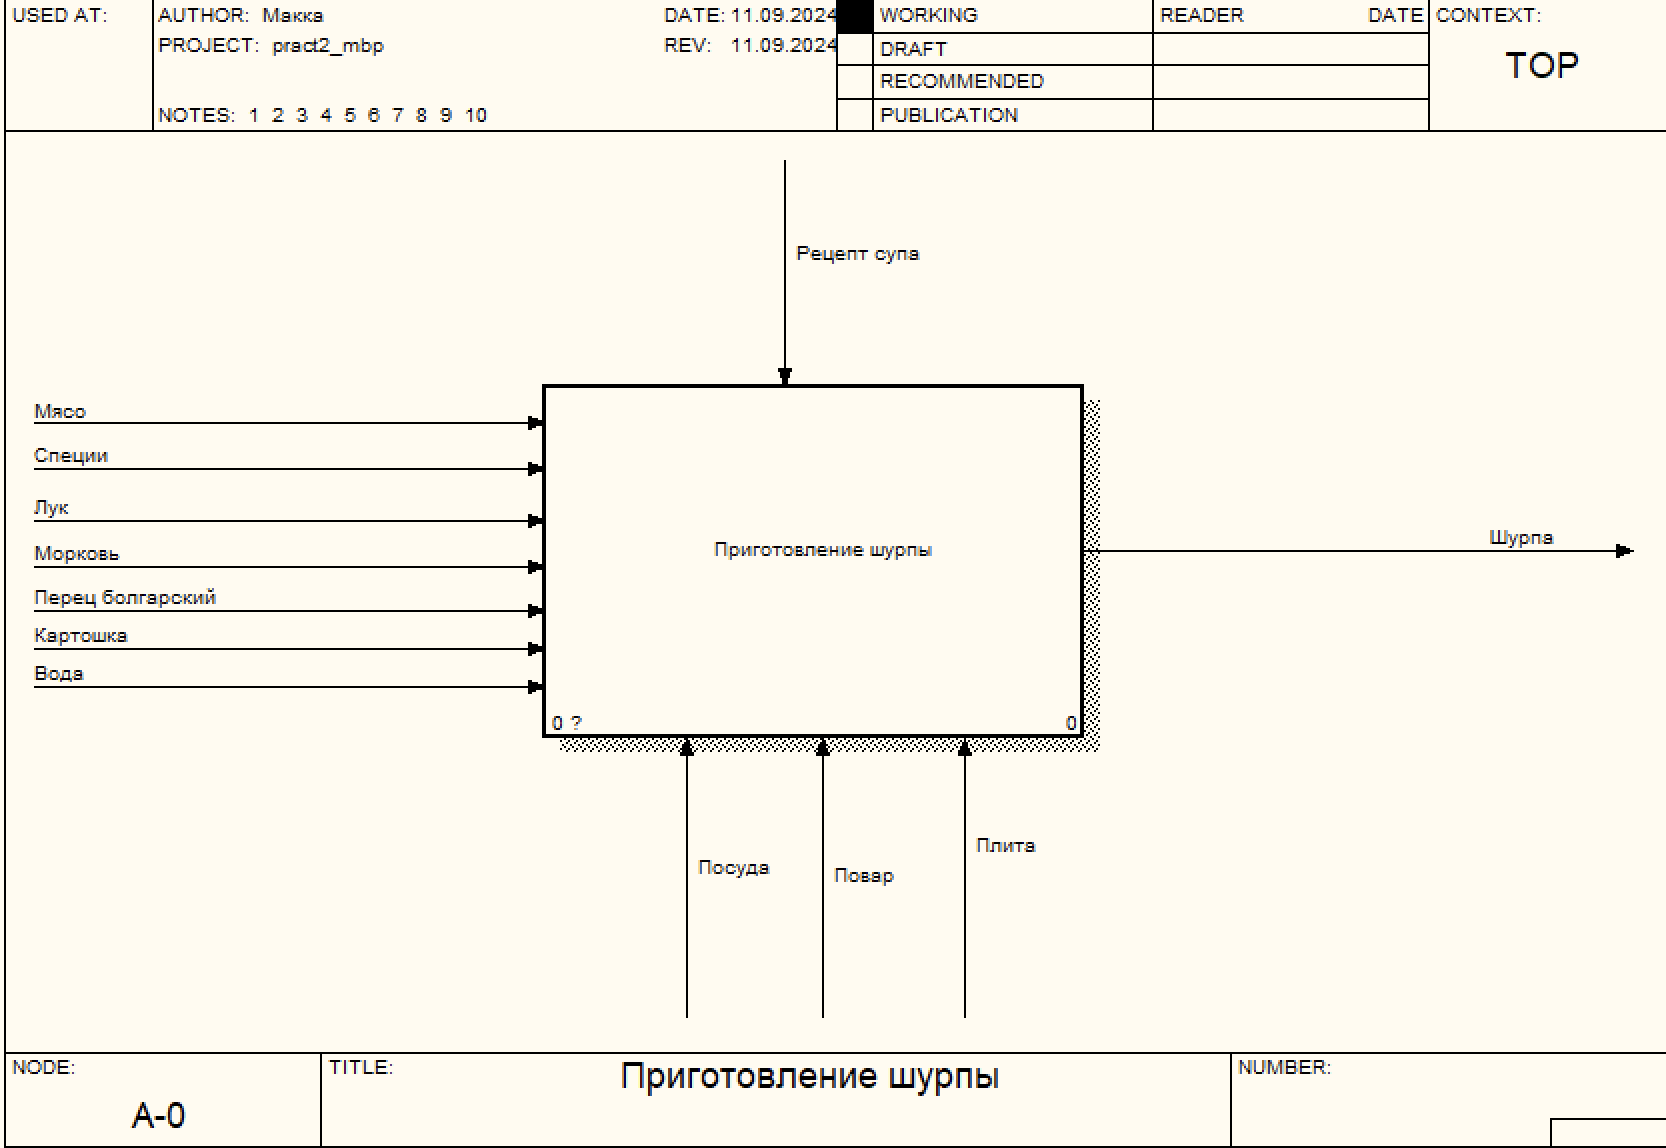 USED AT:
AUTHOR: Макка
DATE: 11.09.2024
PROJECT: pract2_mbp
REV: 11.09.2024
NOTES: 1 2 3 4 5 6 7 8 9 10
WORKING
DRAFT
RECOMMENDED
PUBLICATION
READER
DATE
CONTEXT:
TOP
Рецепт супа
Мясо
Специи
Лук
Морковь
Перец болгарский
Картошка
Вода
Приготовление шурпы
0 ?
0
Шурпа
Посуда
Повар
Плита
NODE:
A-0
TITLE:
Приготовление шурпы
NUMBER: